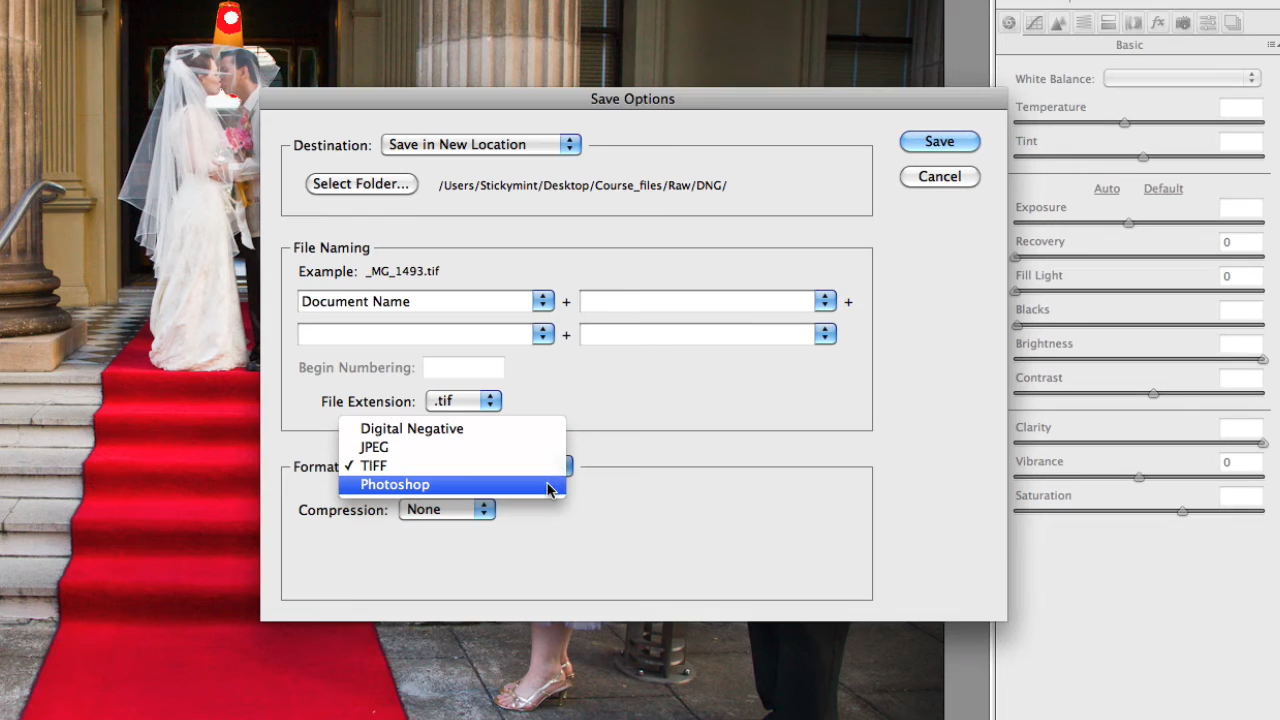 Save Options
Destination: Save in New Location
Save
Select Folder... /Users/Stickymint/Desktop/Course_files/Raw/DNG/
Cancel
File Naming
Example: _MG_1493.tif
Document Name + +
+
Begin Numbering:
File Extension: .tif
Digital Negative
JPEG
Format ✓ TIFF
Photoshop
Compression: None
Basic
White Balance:
Temperature
Tint
Auto Default
Exposure
Recovery 0
Fill Light 0
Blacks
Brightness
Contrast
Clarity
Vibrance 0
Saturation